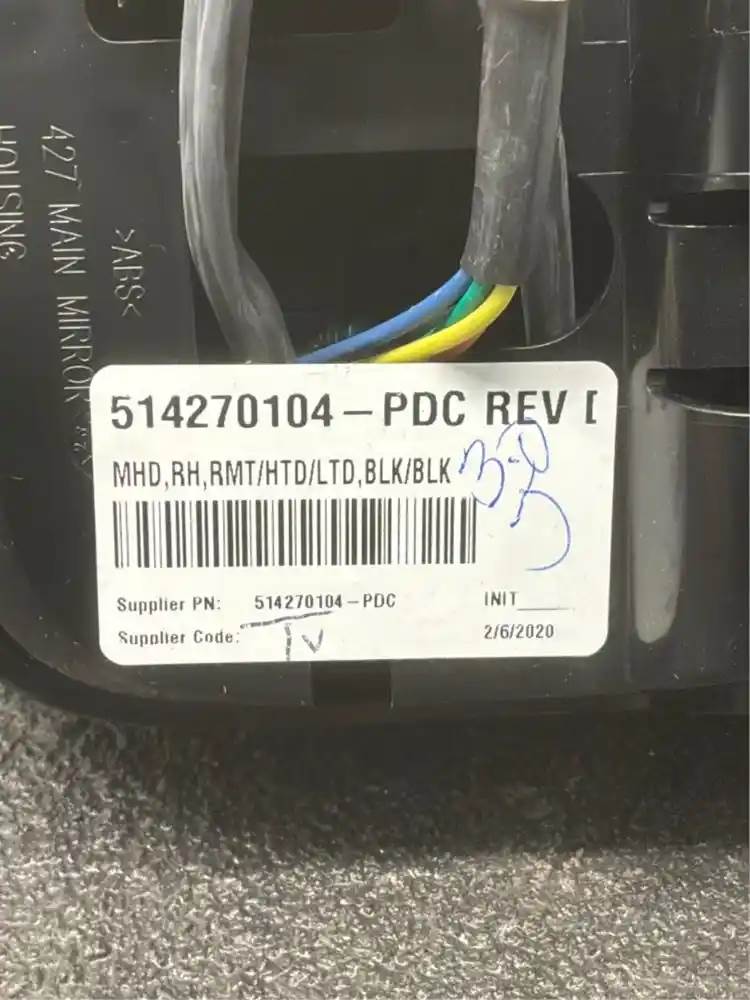 HOUSING
427 MAIN MIRROR
>ABS<
514270104-PDC REV [
MHD,RH,RMT/HTD/LTD,BLK/BLK
Supplier PN: 514270104-PDC
INIT____
Supplier Code:
2/6/2020